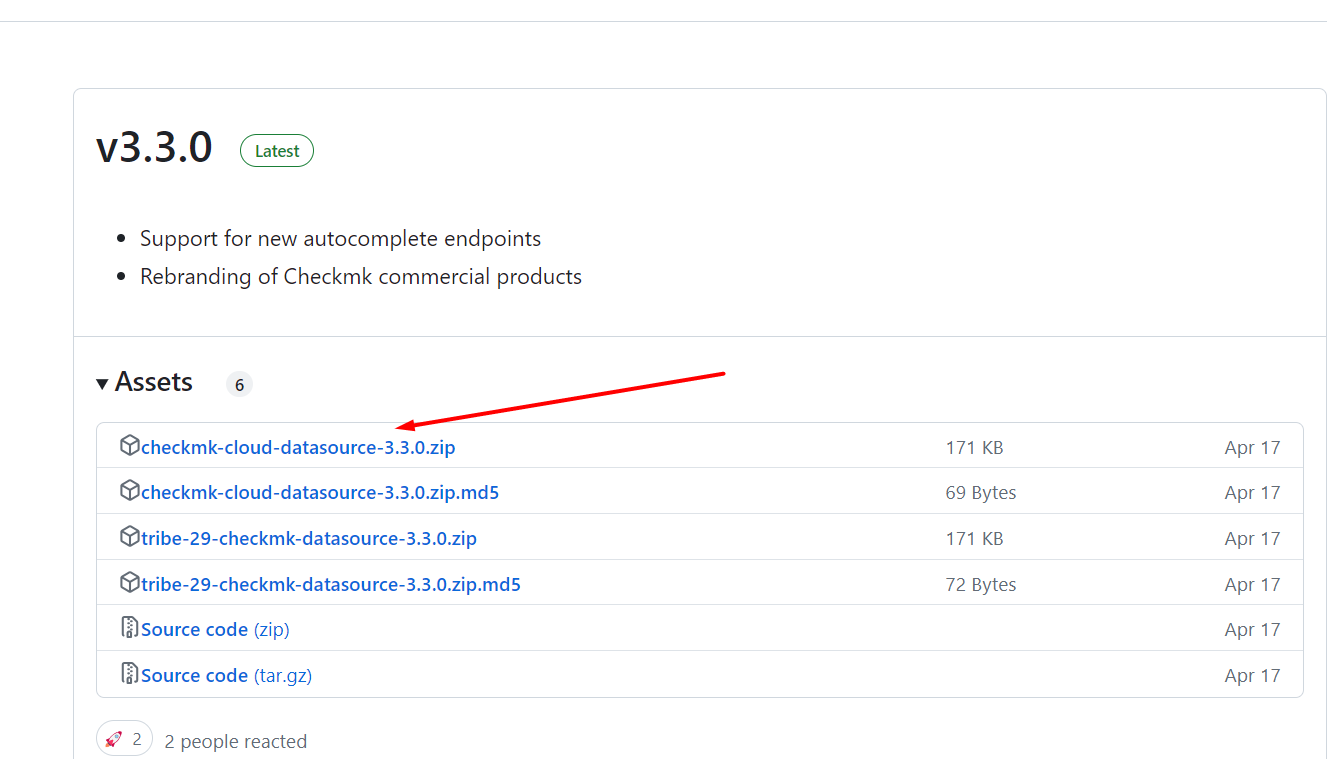 v3.3.0 Latest
Support for new autocomplete endpoints
Rebranding of Checkmk commercial products
Assets 6
checkmk-cloud-datasource-3.3.0.zip 171 KB Apr 17
checkmk-cloud-datasource-3.3.0.zip.md5 69 Bytes Apr 17
tribe-29-checkmk-datasource-3.3.0.zip 171 KB Apr 17
tribe-29-checkmk-datasource-3.3.0.zip.md5 72 Bytes Apr 17
Source code (zip) Apr 17
Source code (tar.gz) Apr 17
2 2 people reacted